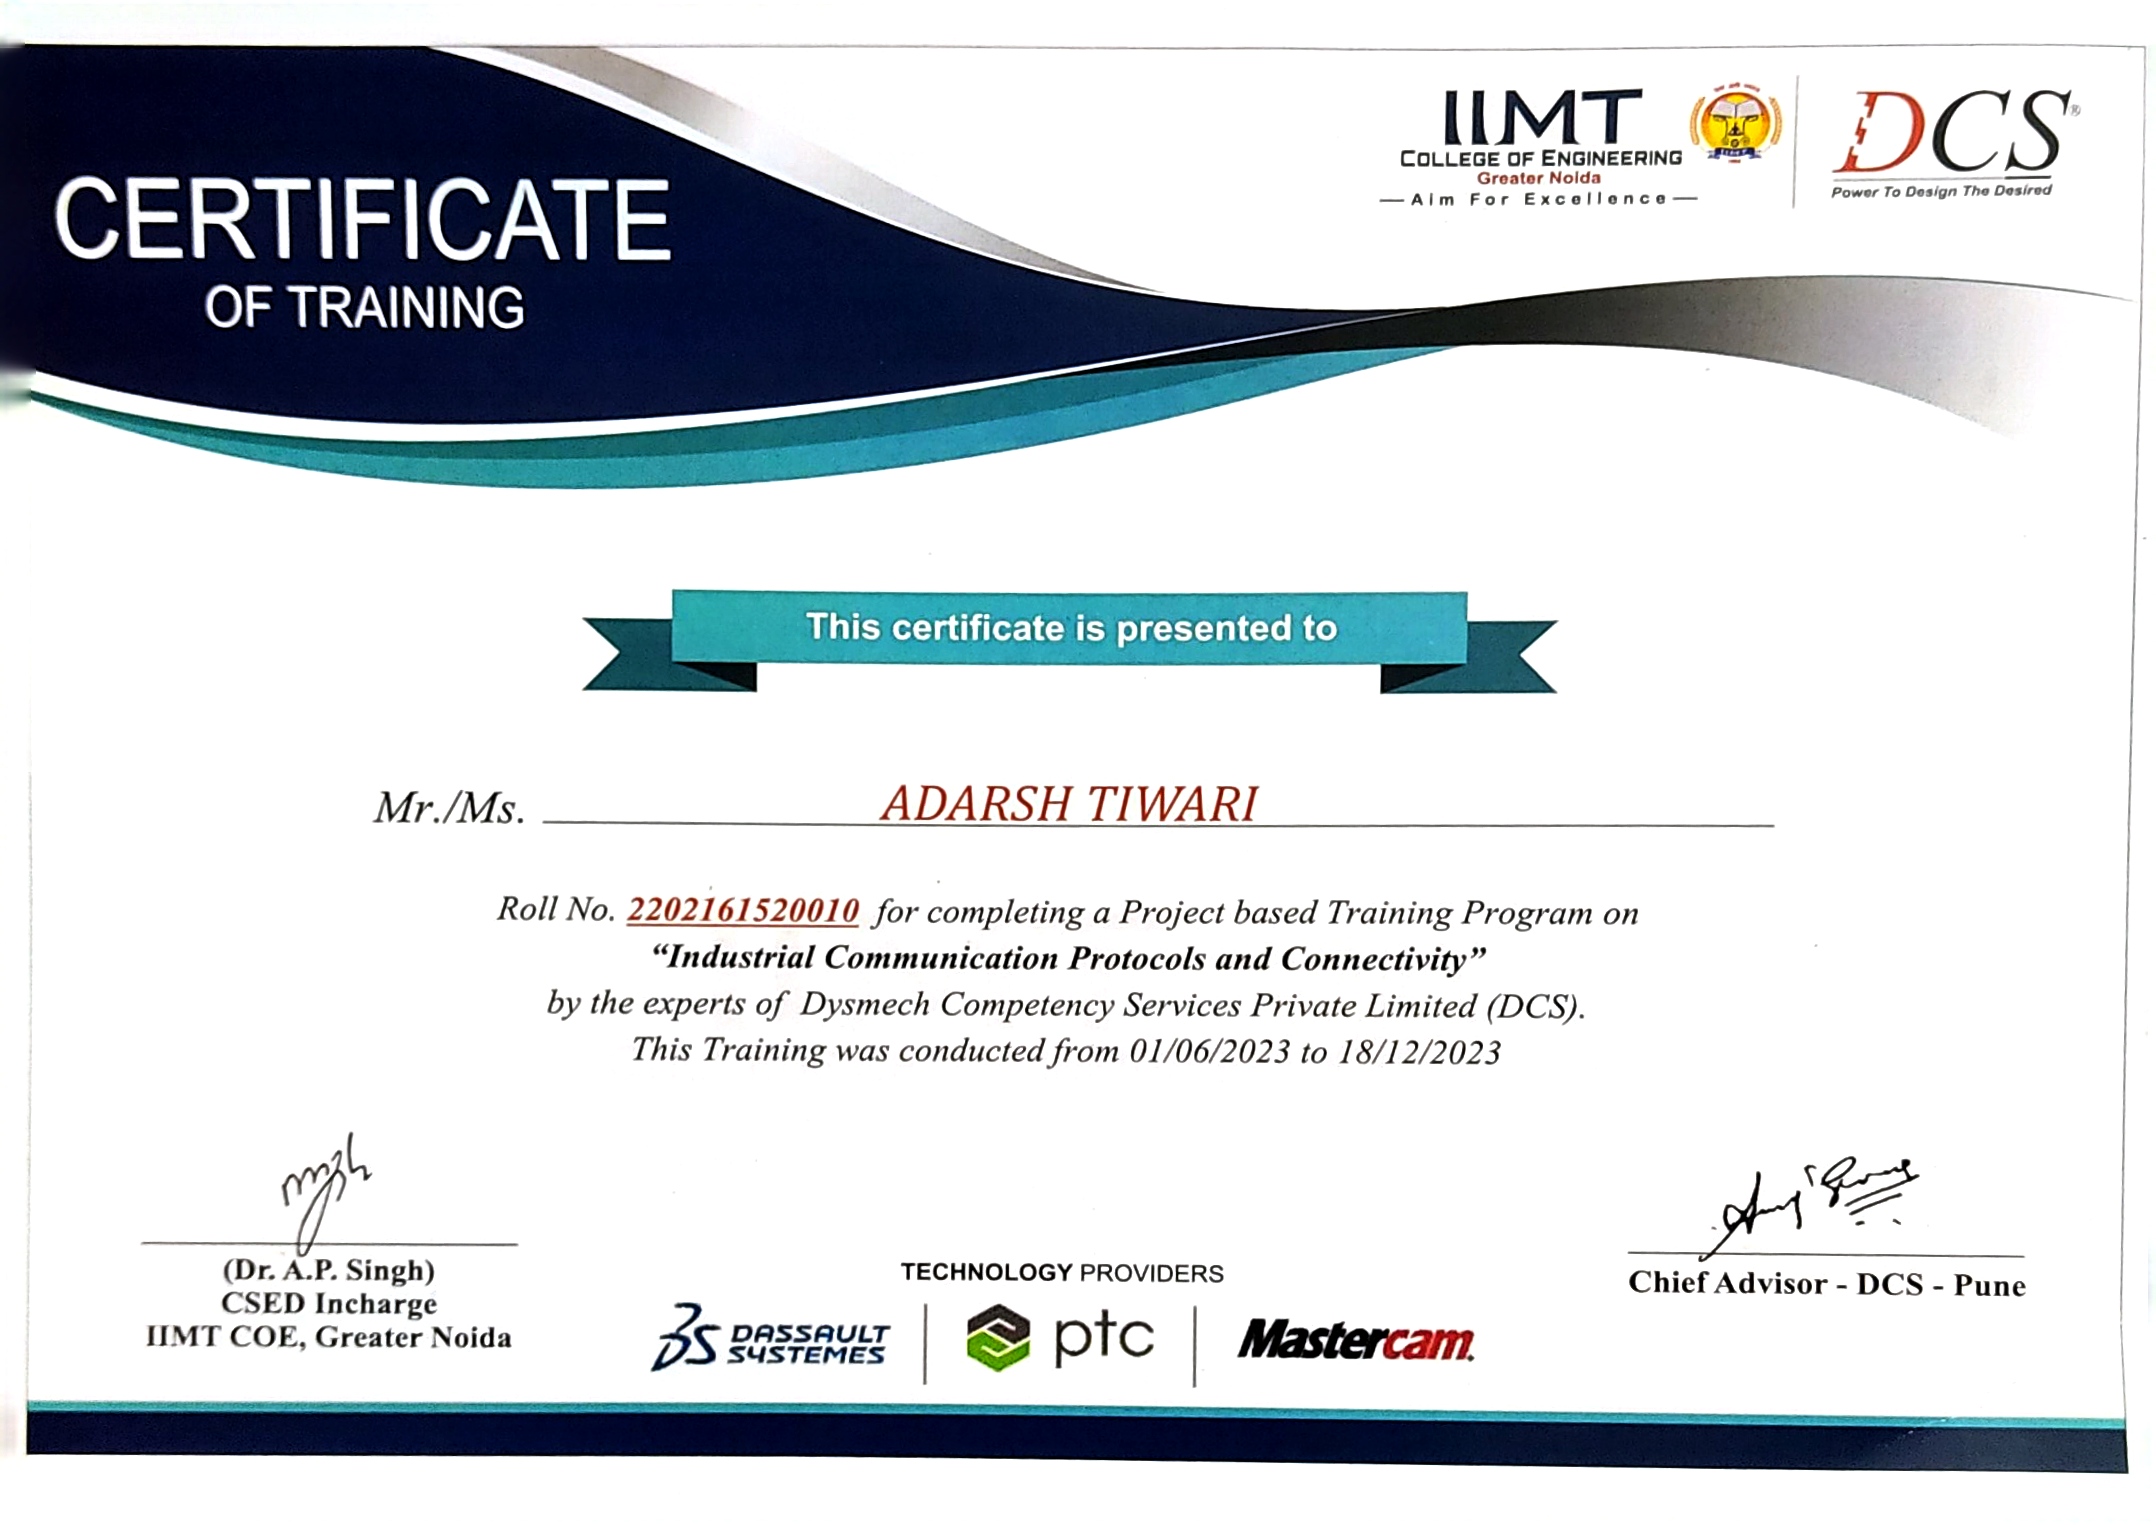 CERTIFICATE
OF TRAINING
IIMT
COLLEGE OF ENGINEERING
Greater Noida
Aim For Excellence
DCS®
Power To Design The Desired
This certificate is presented to
Mr./Ms. ADARSH TIWARI
Roll No. 2202161520010 for completing a Project based Training Program on
“Industrial Communication Protocols and Connectivity”
by the experts of Dysmech Competency Services Private Limited (DCS).
This Training was conducted from 01/06/2023 to 18/12/2023
(Dr. A.P. Singh)
CSED Incharge
IIMT COE, Greater Noida
Chief Advisor - DCS - Pune
TECHNOLOGY PROVIDERS
DASSAULT
SYSTEMES
ptc
Mastercam.